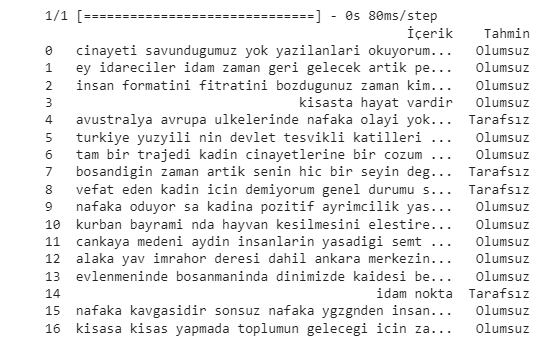 1/1 [==============================] - 0s 80ms/step
İçerik Tahmin
0 cinayeti savundugumuz yok yazilanlari okuyorum... Olumsuz
1 ey idareciler idam zaman geri gelecek artik pe... Olumsuz
2 insan formatini fitratini bozdugunuz zaman kim... Olumsuz
3 kisasta hayat vardir Olumsuz
4 avustralya avrupa ulkelerinde nafaka olayi yok... Tarafsız
5 turkiye yuzyili nin devlet tesvikli katilleri ... Olumsuz
6 tam bir trajedi kadin cinayetlerine bir cozum ... Olumsuz
7 bosandigin zaman artik senin hic bir seyin deg... Tarafsız
8 vefat eden kadin icin demiyorum genel durumu s... Tarafsız
9 nafaka oduyor sa kadina pozitif ayrimcilik yas... Olumsuz
10 kurban bayrami nda hayvan kesilmesini elestire... Olumsuz
11 cankaya medeni aydin insanlarin yasadigi semt ... Olumsuz
12 alaka yav imrahor deresi dahil ankara merkezin... Olumsuz
13 evlenmeninde bosanmaninda dinimizde kaidesi be... Olumsuz
14 idam nokta Tarafsız
15 nafaka kavgasidir sonsuz nafaka ygzgnden insan... Olumsuz
16 kisasa kisas yapmada toplumun gelecegi icin za... Olumsuz